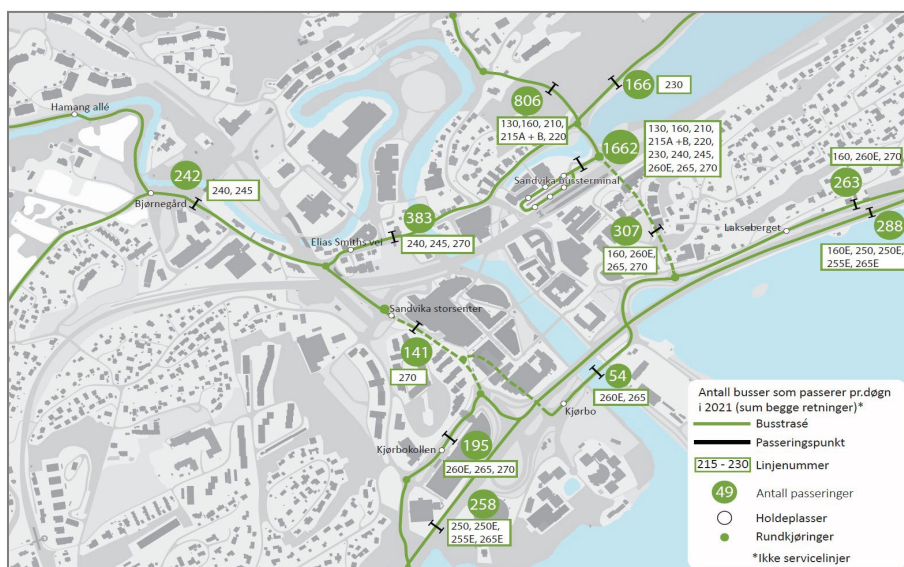 166
230
806
130,160, 210,
215A + B, 220
Hamang allé
1662
130, 160, 210,
215A +B, 220,
230, 240, 245,
260E, 265, 270
160, 260E, 270,
Sandvika bussterminal
242
240, 245
Bjørnegård
263
383
Elias Smiths vei
240, 245, 270
307
160, 260E,
265, 270
Lakseberget
288
160E, 250, 250E,
255E, 265E
Sandvika storsenter
141
270
54
260E, 265
Kjørbo
Kjørbokollen
195
260E, 265, 270
258
250, 250E,
255E, 265E
Antall busser som passerer pr.døgn
i 2021 (sum begge retninger)*
Busstrasé
Passeringspunkt
215 - 230
Linjenummer
49
Antall passeringer
Holdeplasser
Rundkjøringer
*Ikke servicelinjer